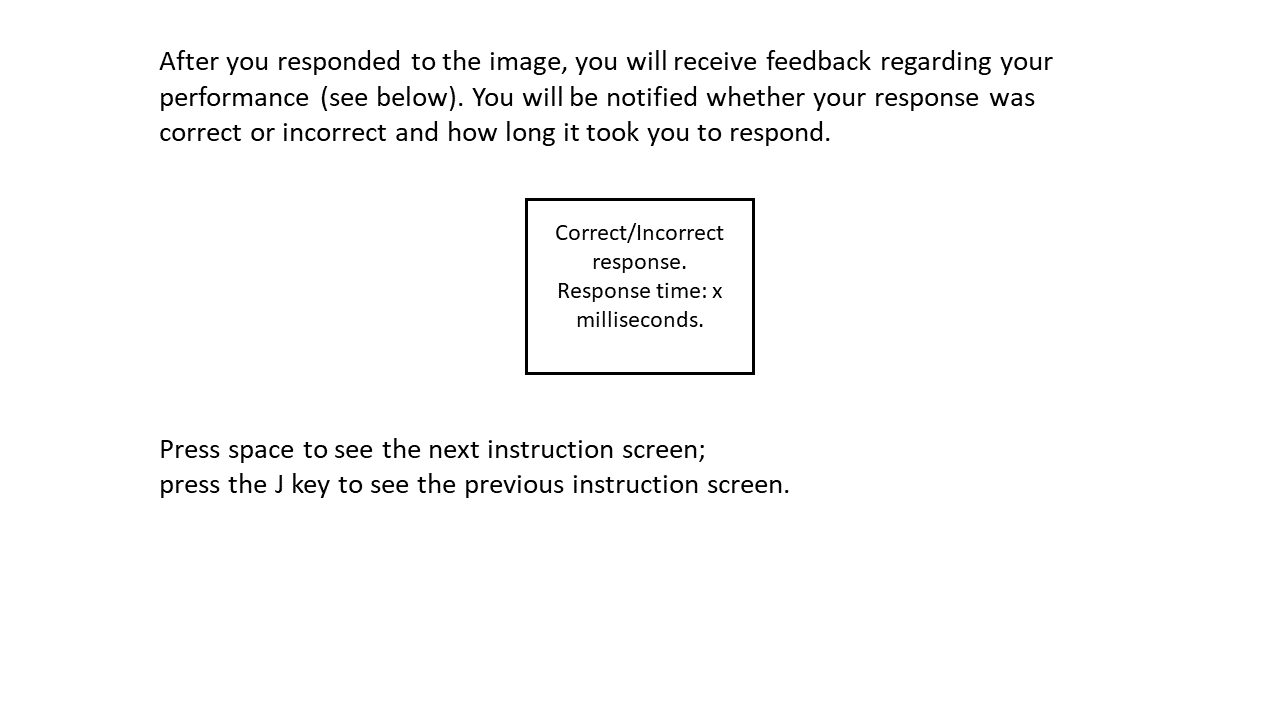 After you responded to the image, you will receive feedback regarding your
performance (see below). You will be notified whether your response was
correct or incorrect and how long it took you to respond.
Correct/Incorrect
response.
Response time: x
milliseconds.
Press space to see the next instruction screen;
press the J key to see the previous instruction screen.